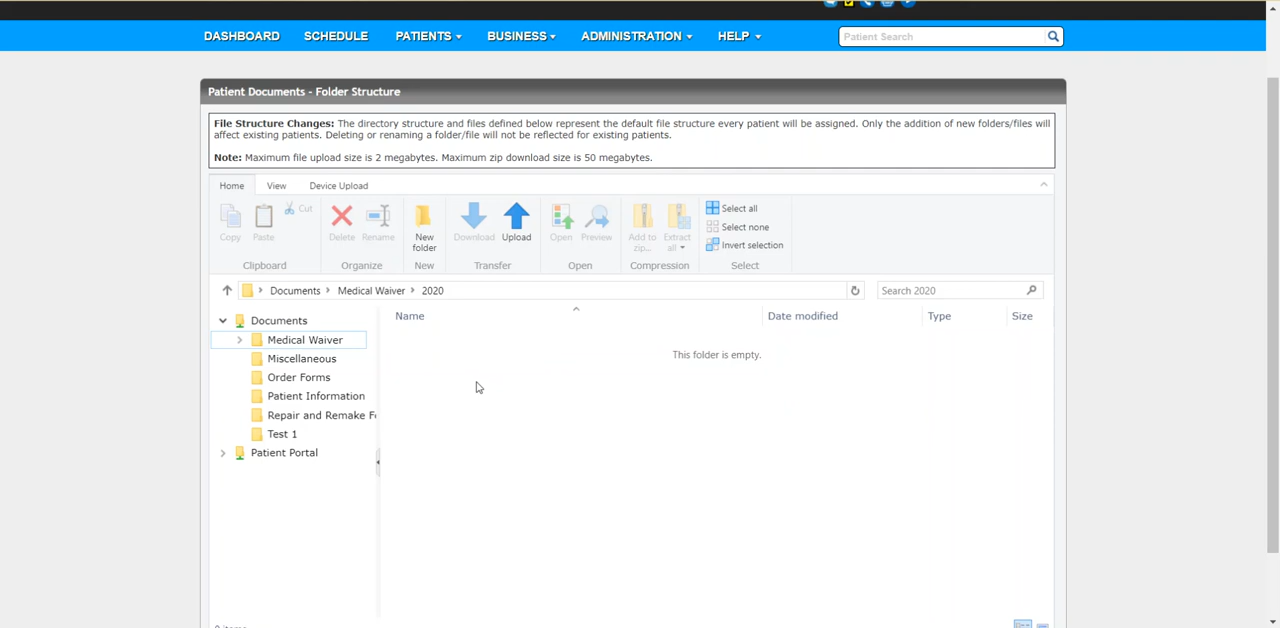 DASHBOARD SCHEDULE PATIENTS BUSINESS ADMINISTRATION HELP Patient Search
Patient Documents - Folder Structure
File Structure Changes: The directory structure and files defined below represent the default file structure every patient will be assigned. Only the addition of new folders/files will
affect existing patients. Deleting or renaming a folder/file will not be reflected for existing patients.
Note: Maximum file upload size is 2 megabytes. Maximum zip download size is 50 megabytes.
Home View Device Upload
Copy Paste Cut Delete Rename New folder Download Upload Open Preview Add to zip... Extract all Select all
Select none
Invert selection
Clipboard Organize New Transfer Open Compression Select
Documents Medical Waiver 2020 Search 2020
Name Date modified Type Size
Documents
Medical Waiver
Miscellaneous
Order Forms
Patient Information
Repair and Remake F
Test 1
Patient Portal
This folder is empty.